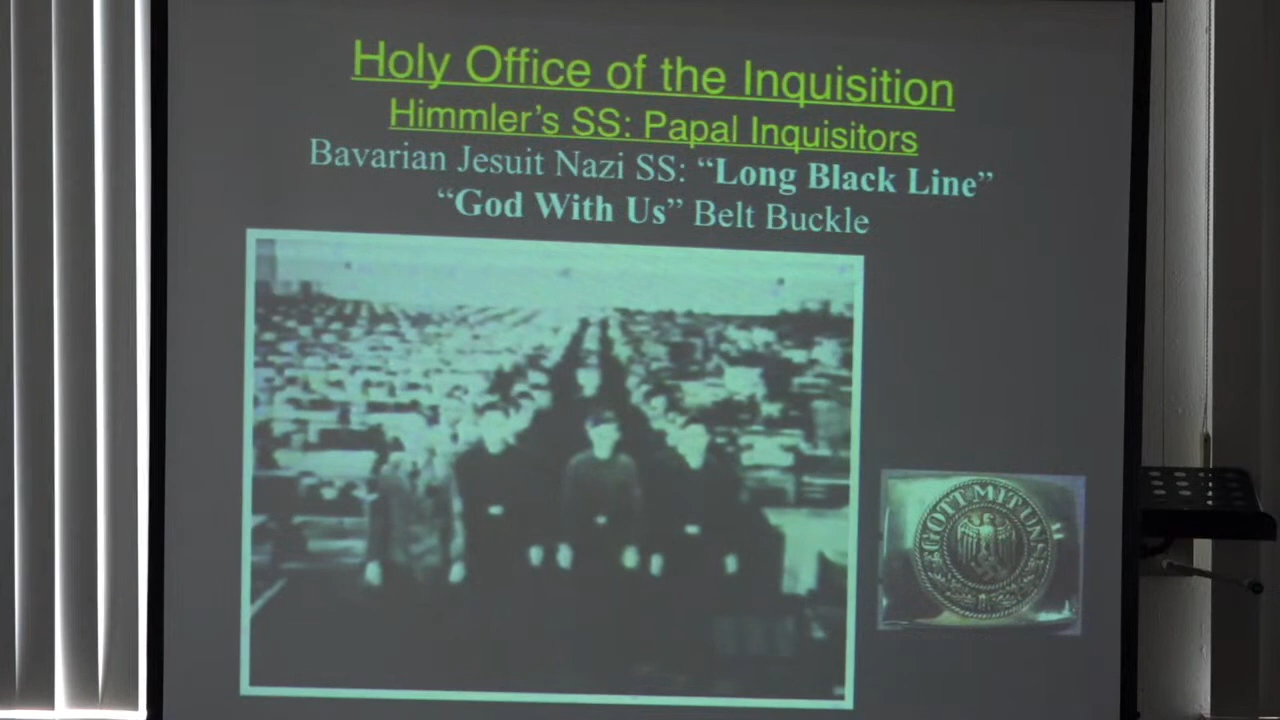 Holy Office of the Inquisition
Himmler's SS: Papal Inquisitors
Bavarian Jesuit Nazi SS: “Long Black Line”
“God With Us” Belt Buckle
GOTT MIT UNS